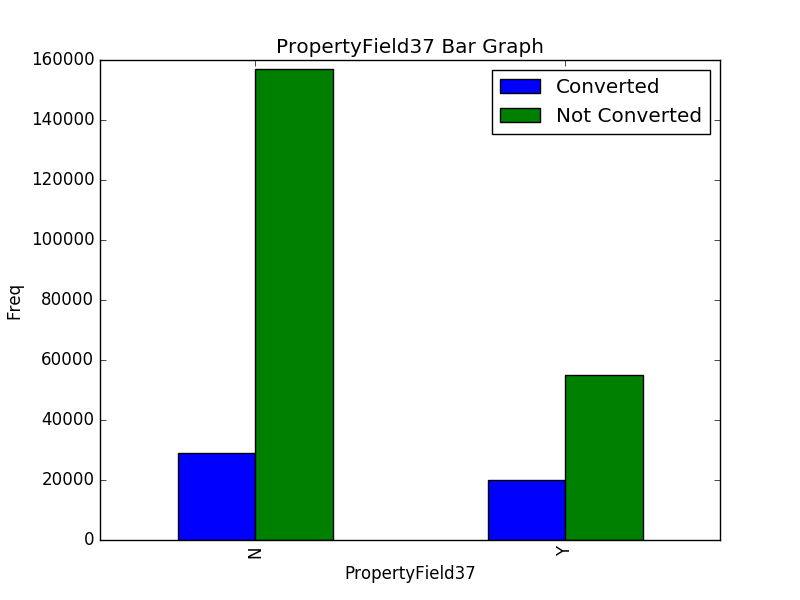 PropertyField37 Bar Graph
160000
140000
120000
100000
80000
60000
40000
20000
0
Freq
Converted
Not Converted
N
Y
PropertyField37